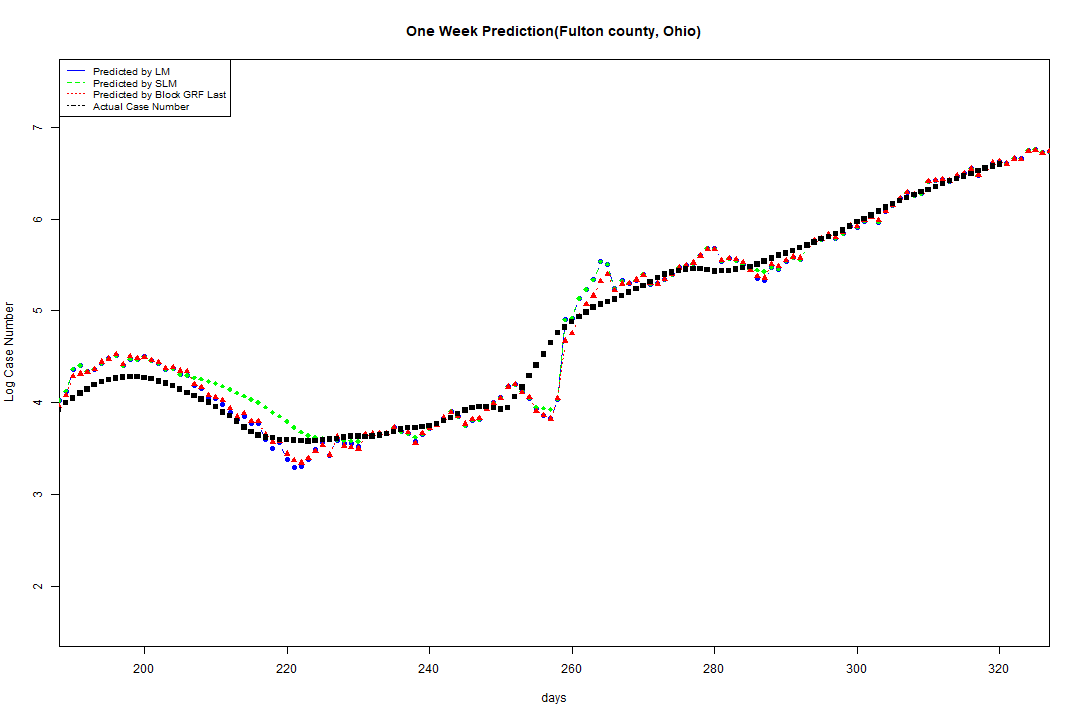 One Week Prediction(Fulton county, Ohio)
Predicted by LM
Predicted by SLM
Predicted by Block GRF Last
Actual Case Number
Log Case Number
7
6
5
4
3
2
200 220 240 260 280 300 320
days